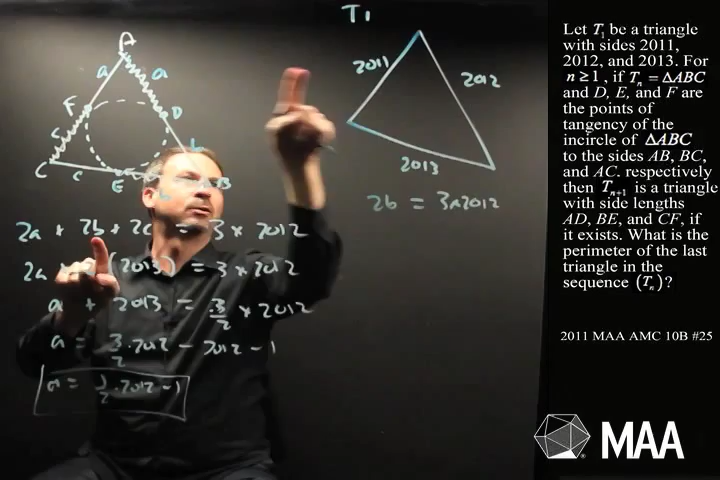 T1
A
a
a
F
D
C
C
E
2011
2012
2013
2b = 3x2012
2a + 2b + 2c = 3 x 2012
2a (2013) = 3 x 2012
a + 2013 = 3/2 x 2012
a = 3/2 · 2012 - 2012 - 1
a = 1/2 · 2012 - 1
Let T₁ be a triangle
with sides 2011,
2012, and 2013. For
n ≥ 1, if Tₙ = ΔABC
and D, E, and F are
the points of
tangency of the
incircle of ΔABC
to the sides AB, BC,
and AC. respectively
then Tₙ₊₁ is a triangle
with side lengths
AD, BE, and CF, if
it exists. What is the
perimeter of the last
triangle in the
sequence (Tₙ)?
2011 MAA AMC 10B #25
MAA